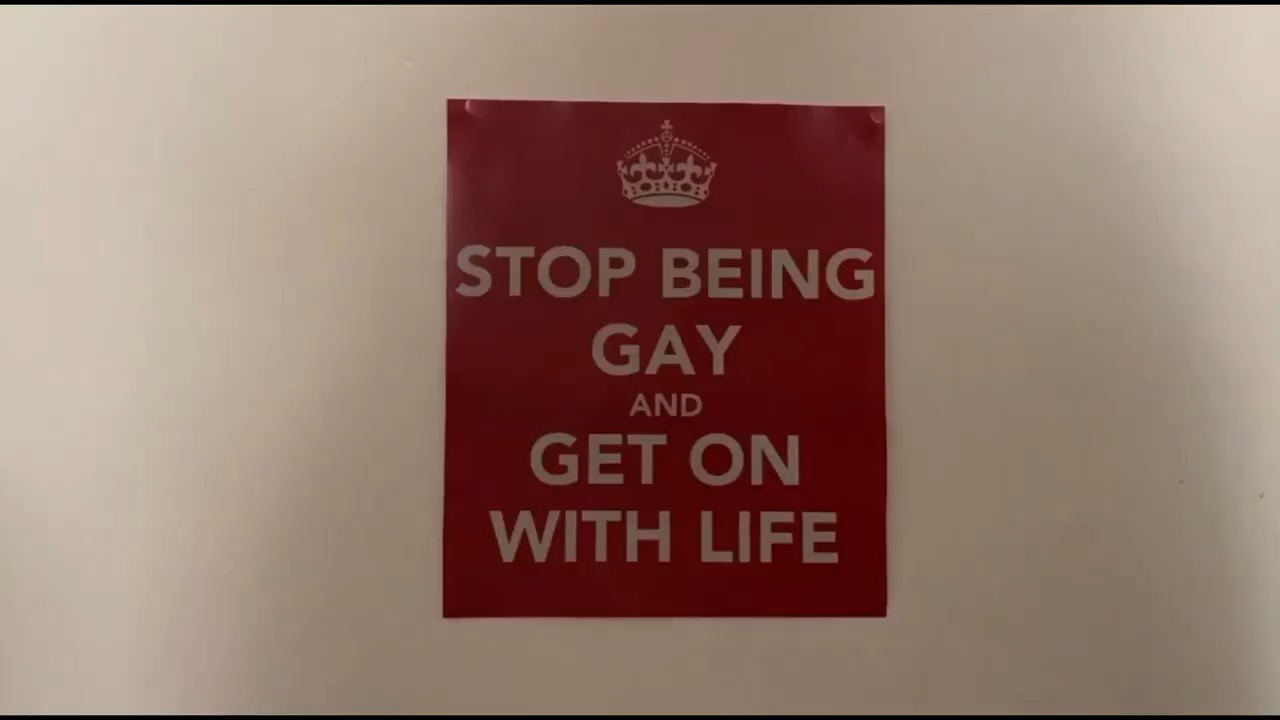 STOP BEING
GAY
AND
GET ON
WITH LIFE